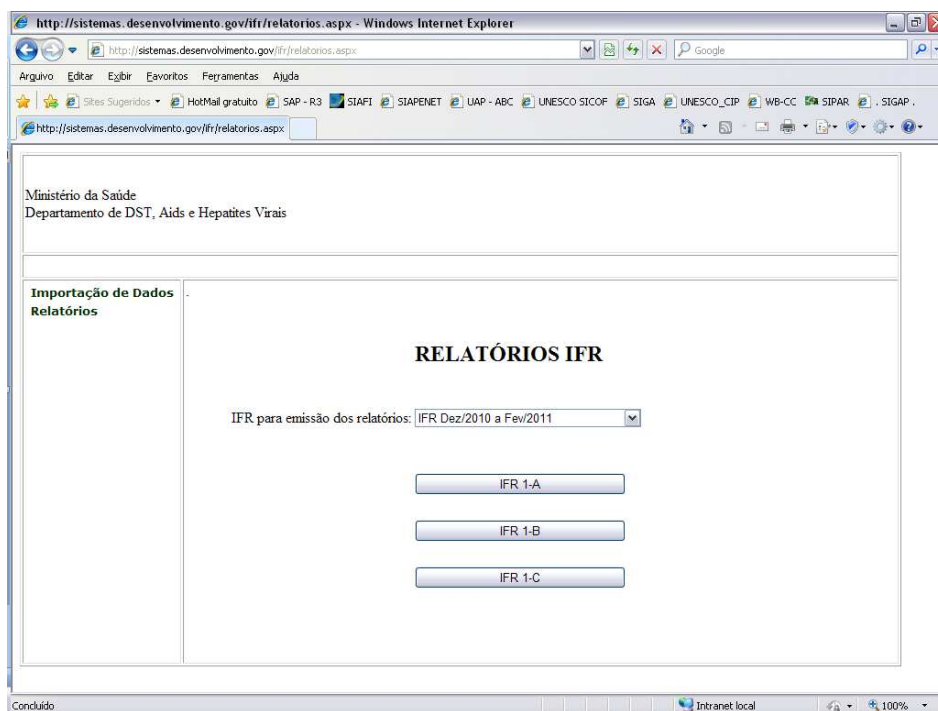 http://sistemas.desenvolvimento.gov/ifr/relatorios.aspx - Windows Internet Explorer
http://sistemas.desenvolvimento.gov/ifr/relatorios.aspx Google
Arquivo Editar Exibir Favoritos Ferramentas Ajuda
Sites Sugeridos HotMail gratuito SAP - R3 SIAFI SIAPENET UAP - ABC UNESCO SICOF SIGA UNESCO_CIP WB-CC SIPAR . SIGAP .
http://sistemas.desenvolvimento.gov/ifr/relatorios.aspx
Ministério da Saúde
Departamento de DST, Aids e Hepatites Virais
Importação de Dados
Relatórios
RELATÓRIOS IFR
IFR para emissão dos relatórios: IFR Dez/2010 a Fev/2011
IFR 1-A
IFR 1-B
IFR 1-C
Concluído Intranet local 100%